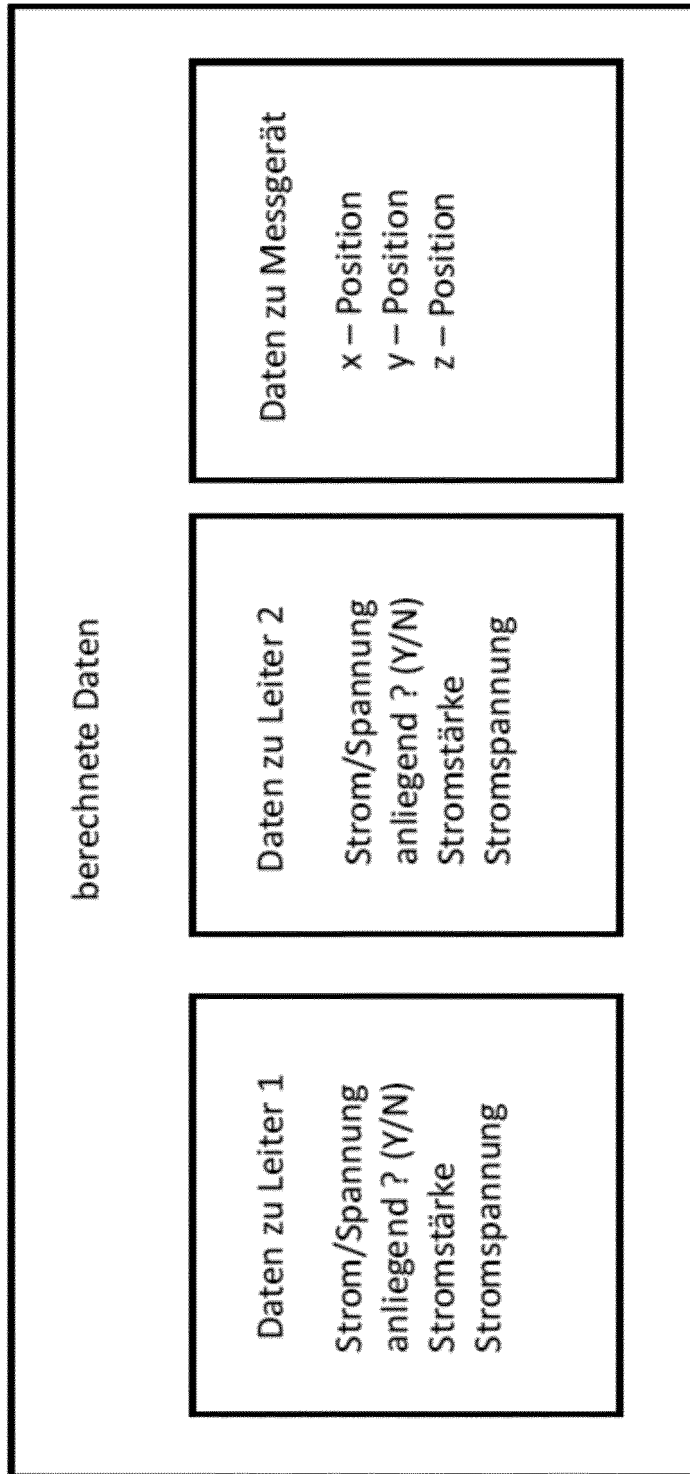 berechnete Daten
Daten zu Leiter 1
Strom/Spannung
anliegend ? (Y/N)
Stromstärke
Stromspannung
Daten zu Leiter 2
Strom/Spannung
anliegend ? (Y/N)
Stromstärke
Stromspannung
Daten zu Messgerät
x – Position
y – Position
z – Position